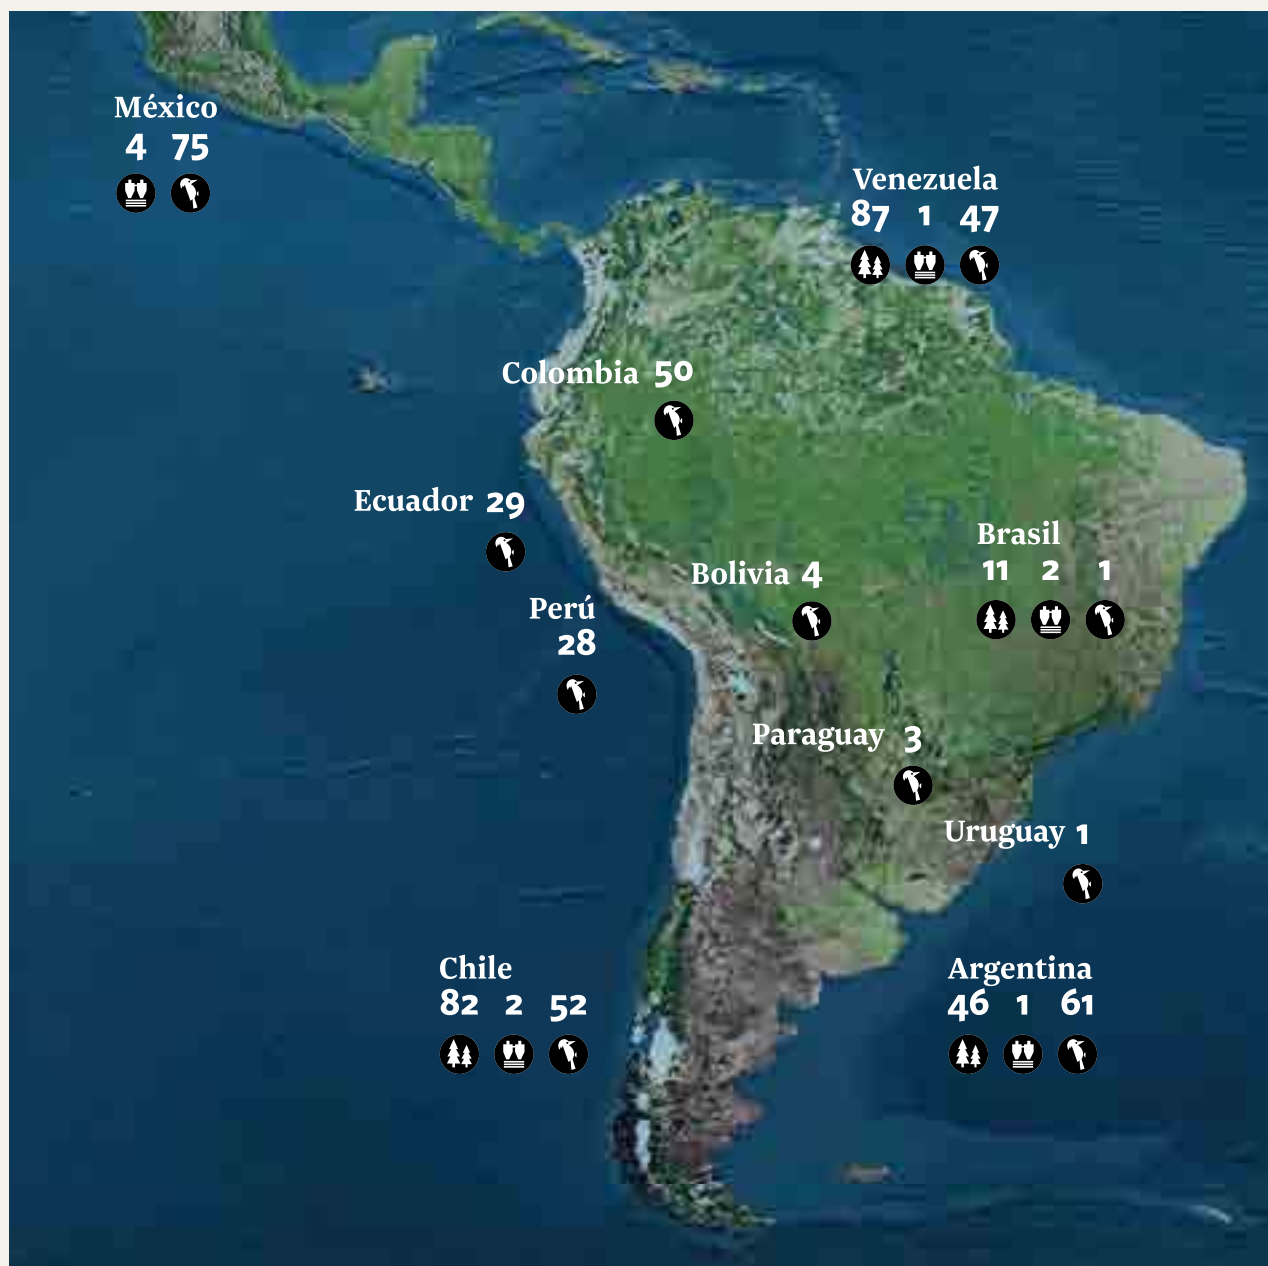 México
4 75
Venezuela
87 1 47
Colombia 50
Ecuador 29
Brasil
11 2 1
Bolivia 4
Perú
28
Paraguay 3
Uruguay 1
Chile
82 2 52
Argentina
46 1 61